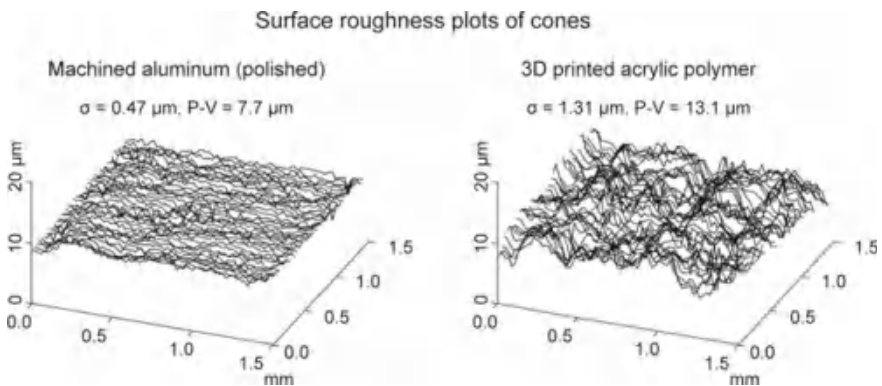 Surface roughness plots of cones
Machined aluminum (polished)
σ = 0.47 µm, P-V = 7.7 µm
20 µm
10
0
0.0
0.5
1.0
1.5
mm
0.0
0.5
1.0
1.5
3D printed acrylic polymer
σ = 1.31 µm, P-V = 13.1 µm
20 µm
10
0
0.0
0.5
1.0
1.5
mm
0.0
0.5
1.0
1.5